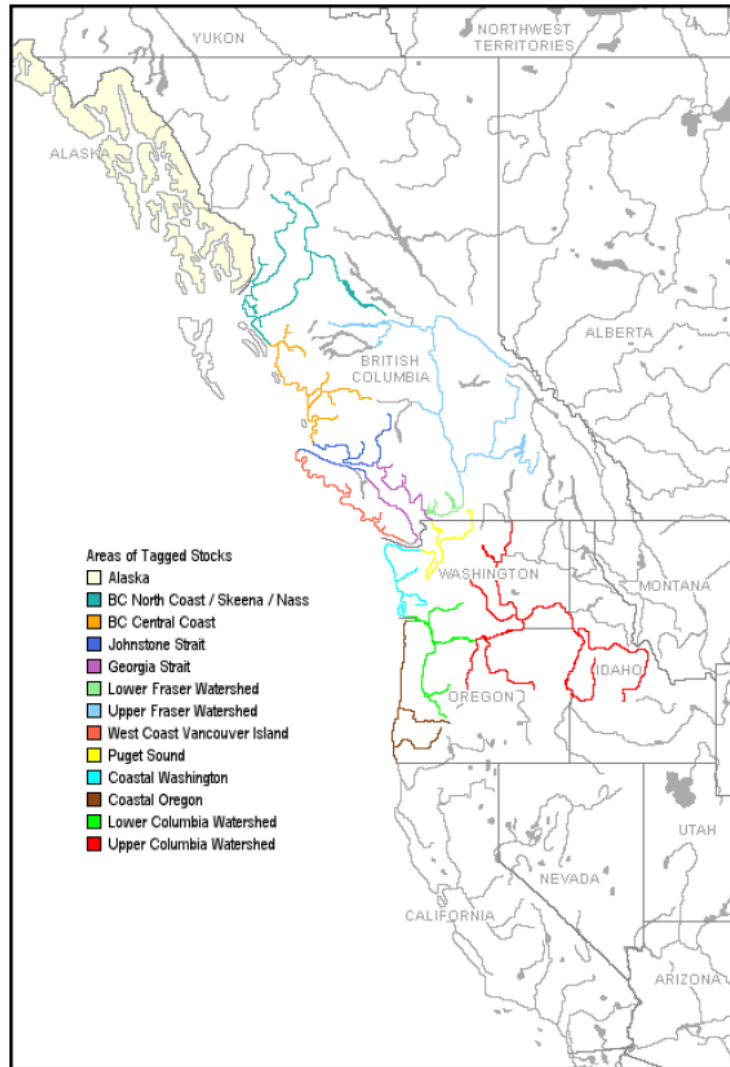 YUKON
NORTHWEST
TERRITORIES
ALASKA
ALBERTA
BRITISH
COLUMBIA
Areas of Tagged Stocks
Alaska
BC North Coast / Skeena / Nass
BC Central Coast
Johnstone Strait
Georgia Strait
Lower Fraser Watershed
Upper Fraser Watershed
West Coast Vancouver Island
Puget Sound
Coastal Washington
Coastal Oregon
Lower Columbia Watershed
Upper Columbia Watershed
WASHINGTON
MONTANA
IDAHO
OREGON
UTAH
NEVADA
CALIFORNIA
ARIZONA